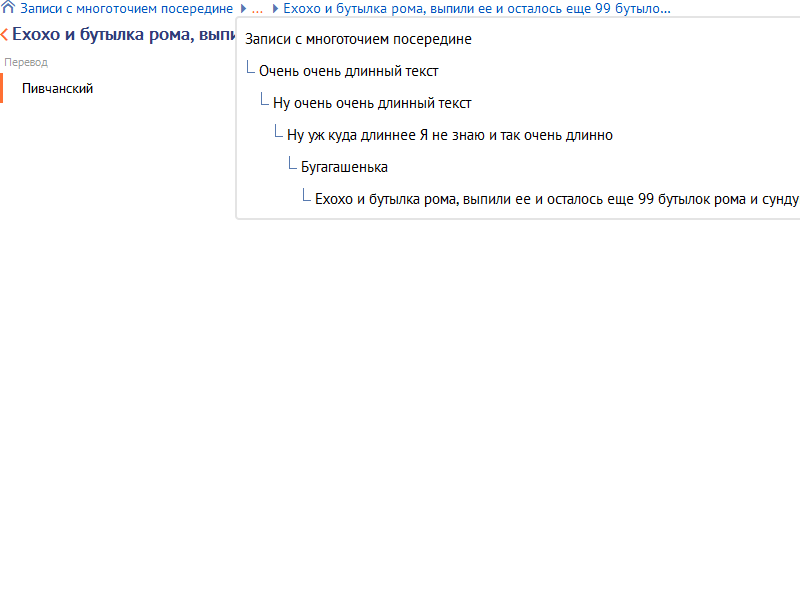 Записи с многоточием посередине ... Ехохо и бутылка рома, выпили ее и осталось еще 99 бутыло...
Ехохо и бутылка рома, вып
Записи с многоточием посередине
Перевод
Очень очень длинный текст
Пивчанский
Ну очень очень длинный текст
Ну уж куда длиннее Я не знаю и так очень длинно
Бугагашенька
Ехохо и бутылка рома, выпили ее и осталось еще 99 бутылок рома и сунду